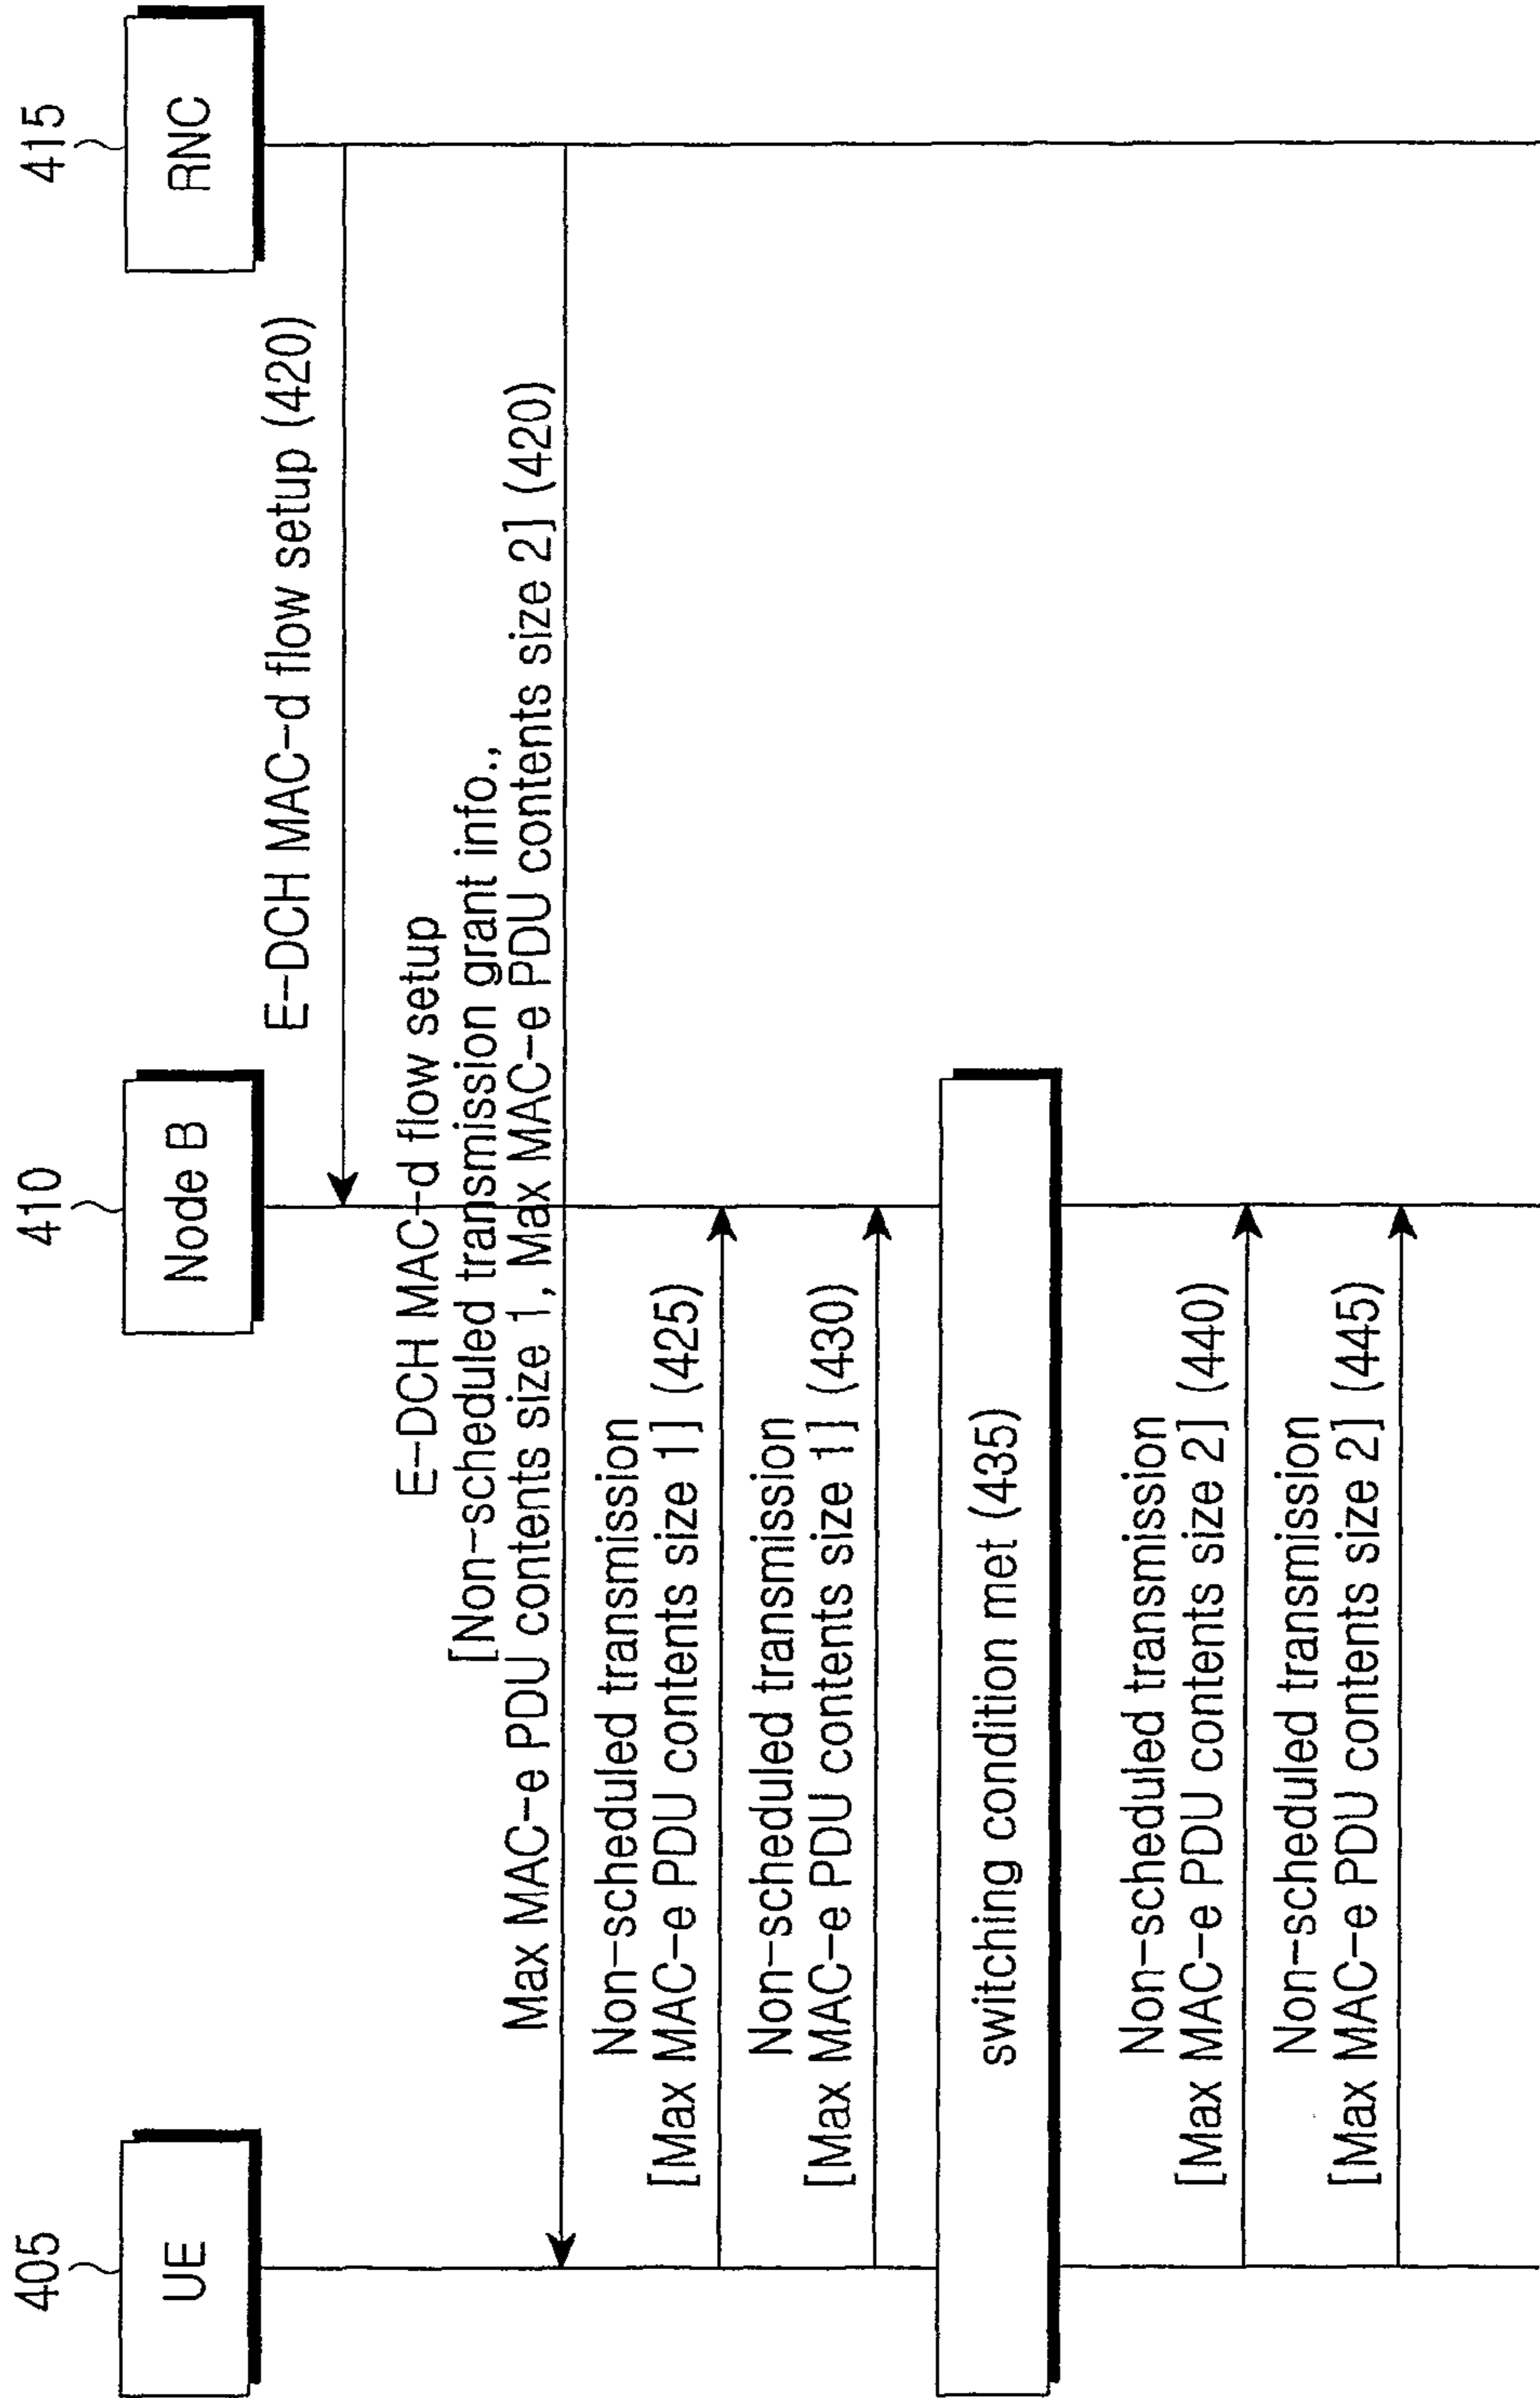 405
410
415
UE
Node B
RNC
E-DCH MAC-d flow setup (420)
E-DCH MAC-d flow setup
[Non-scheduled transmission grant info.,
Max MAC-e PDU contents size 1, Max MAC-e PDU contents size 2] (420)
Non-scheduled transmission
[Max MAC-e PDU contents size 1] (425)
Non-scheduled transmission
[Max MAC-e PDU contents size 1] (430)
switching condition met (435)
Non-scheduled transmission
[Max MAC-e PDU contents size 2] (440)
Non-scheduled transmission
[Max MAC-e PDU contents size 2] (445)